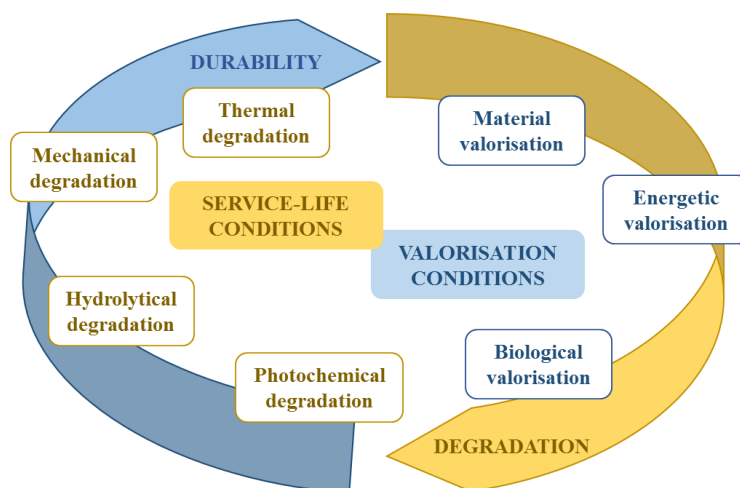 DURABILITY
Thermal
degradation
Mechanical
degradation
Hydrolytical
degradation
Photochemical
degradation
SERVICE-LIFE
CONDITIONS
VALORISATION
CONDITIONS
Material
valorisation
Energetic
valorisation
Biological
valorisation
DEGRADATION